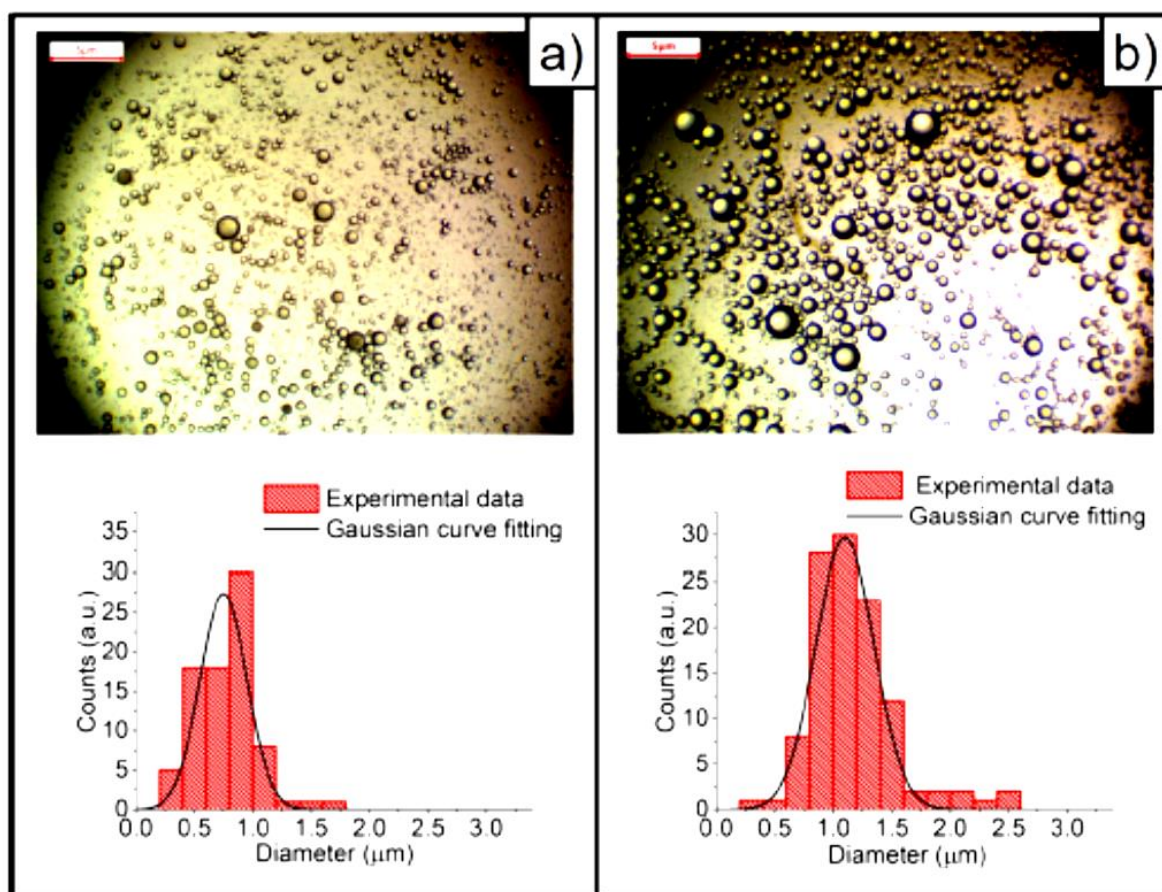 a)
5μm
Experimental data
Gaussian curve fitting
35
30
25
20
15
10
5
0
Counts (a.u.)
0.0 0.5 1.0 1.5 2.0 2.5 3.0
Diameter (μm)
b)
5μm
Experimental data
Gaussian curve fitting
30
25
20
15
10
5
0
Counts (a.u.)
0.0 0.5 1.0 1.5 2.0 2.5 3.0
Diameter (μm)